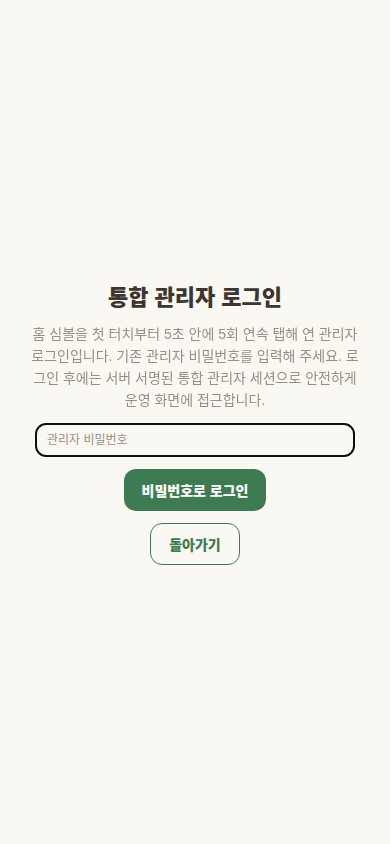 통합 관리자 로그인
홈 심볼을 첫 터치부터 5초 안에 5회 연속 탭해 연 관리자
로그인입니다. 기존 관리자 비밀번호를 입력해 주세요. 로
그인 후에는 서버 서명된 통합 관리자 세션으로 안전하게
운영 화면에 접근합니다.
관리자 비밀번호
비밀번호로 로그인
돌아가기